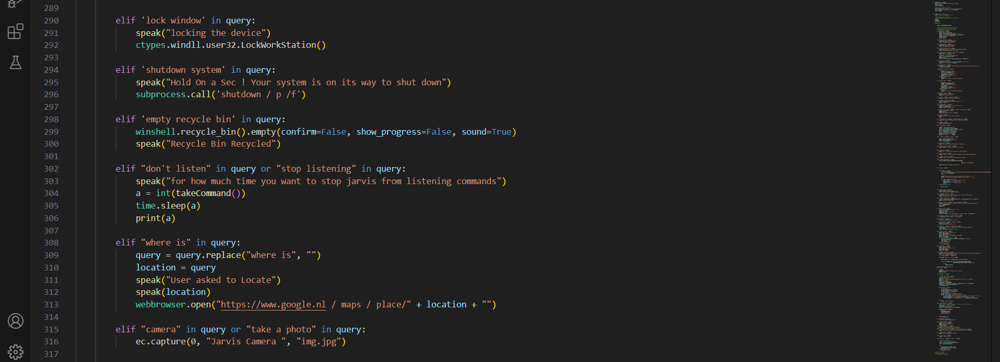 289
290 elif 'lock window' in query:
291 speak("locking the device")
292 ctypes.windll.user32.LockWorkStation()
293
294 elif 'shutdown system' in query:
295 speak("Hold On a Sec ! Your system is on its way to shut down")
296 subprocess.call('shutdown / p /f')
297
298 elif 'empty recycle bin' in query:
299 winshell.recycle_bin().empty(confirm=False, show_progress=False, sound=True)
300 speak("Recycle Bin Recycled")
301
302 elif "don't listen" in query or "stop listening" in query:
303 speak("for how much time you want to stop jarvis from listening commands")
304 a = int(takeCommand())
305 time.sleep(a)
306 print(a)
307
308 elif "where is" in query:
309 query = query.replace("where is", "")
310 location = query
311 speak("User asked to Locate")
312 speak(location)
313 webbrowser.open("https://www.google.nl / maps / place/" + location + "")
314
315 elif "camera" in query or "take a photo" in query:
316 ec.capture(0, "Jarvis Camera ", "img.jpg")
317